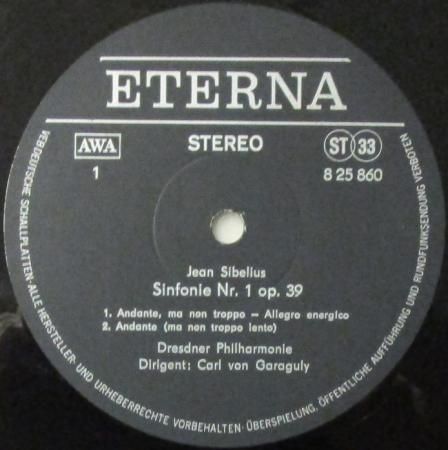 ETERNA
AWA
STEREO
ST 33
1
8 25 860
Jean Sibelius
Sinfonie Nr. 1 op. 39
1. Andante, ma non troppo – Allegro energico
2. Andante (ma non troppo lento)
Dresdner Philharmonie
Dirigent: Carl von Garaguly
VEB DEUTSCHE SCHALLPLATTEN·ALLE HERSTELLER- UND URHEBERRECHTE VORBEHALTEN·ÜBERSPIELUNG, ÖFFENTLICHE AUFFÜHRUNG UND RUNDFUNKSENDUNG VERBOTEN